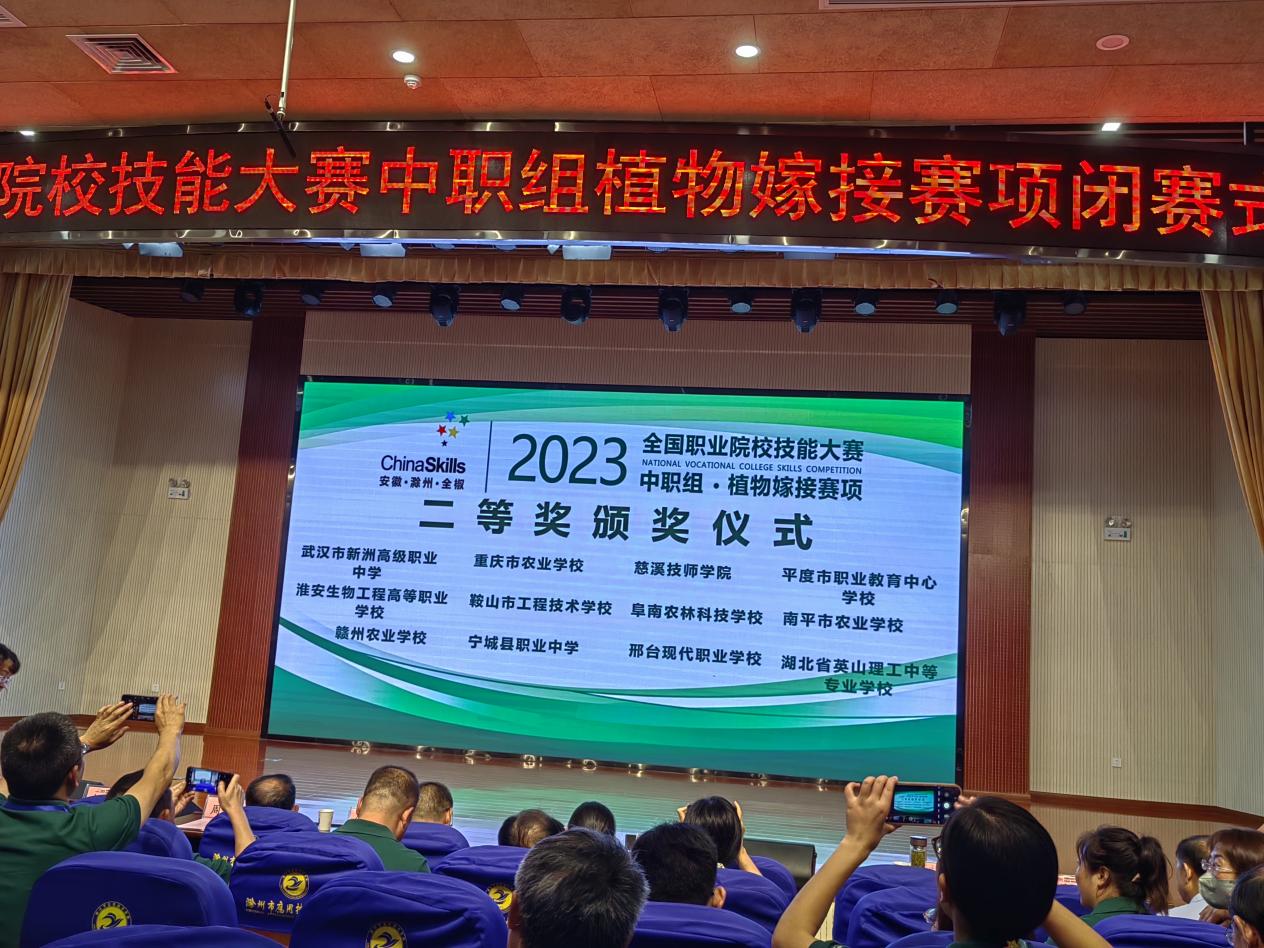 院校技能大赛中职组植物嫁接赛项闭赛式
ChinaSkills
安徽·滁州·全椒
2023
全国职业院校技能大赛
NATIONAL VOCATIONAL COLLEGE SKILLS COMPETITION
中职组·植物嫁接赛项
二等奖颁奖仪式
武汉市新洲高级职业
中学
重庆市农业学校
慈溪技师学院
平度市职业教育中心
学校
淮安生物工程高等职业
学校
鞍山市工程技术学校
阜南农林科技学校
南平市农业学校
赣州农业学校
宁城县职业中学
邢台现代职业学校
湖北省英山理工中等
专业学校
滁州市应用技